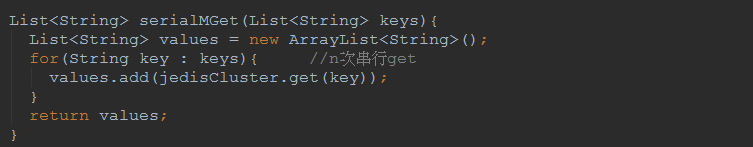 List<String> serialMGet(List<String> keys){
List<String> values = new ArrayList<String>();
for(String key : keys){ //n次串行get
values.add(jedisCluster.get(key));
}
return values;
}